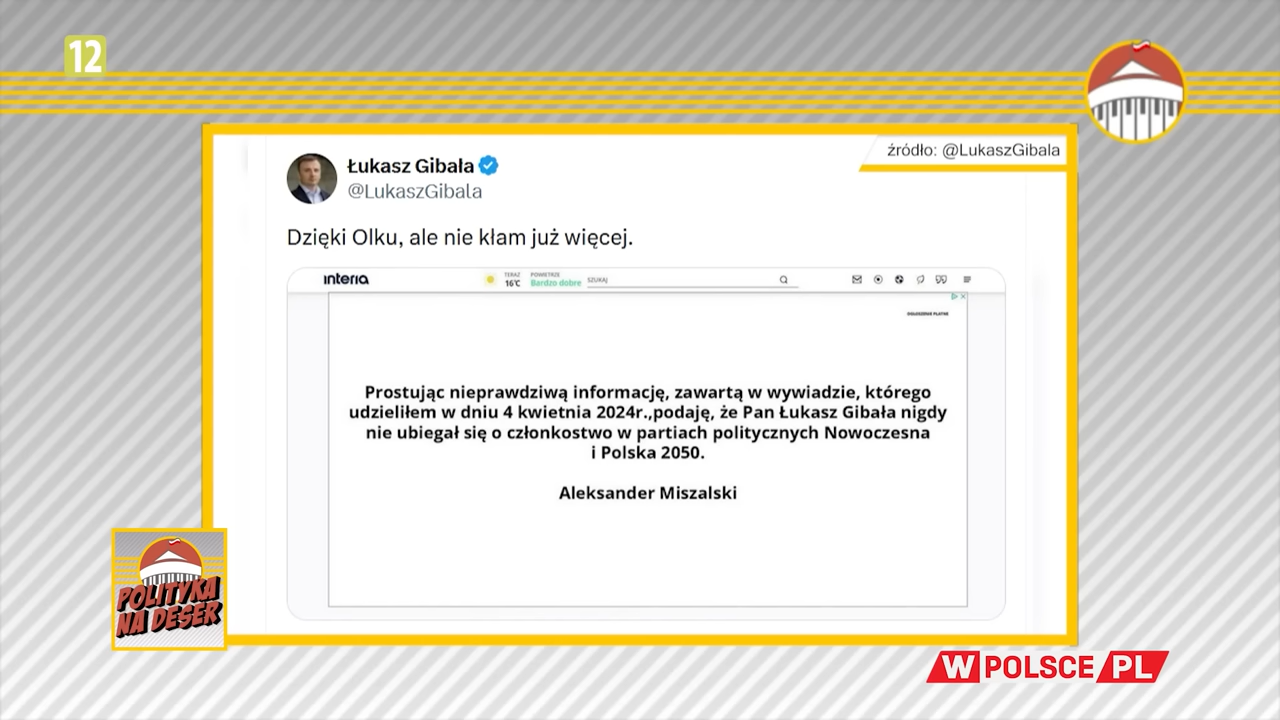 12
źródło: @LukaszGibala
Łukasz Gibała
@LukaszGibala
Dzięki Olku, ale nie kłam już więcej.
interia
TERAZ
16°C
POWIETRZE
Bardzo dobre
SZUKAJ
OGŁOSZENIE PŁATNE
Prostując nieprawdziwą informację, zawartą w wywiadzie, którego
udzieliłem w dniu 4 kwietnia 2024r.,podaję, że Pan Łukasz Gibała nigdy
nie ubiegał się o członkostwo w partiach politycznych Nowoczesna
i Polska 2050.
Aleksander Miszalski
POLITYKA
NA DESER
WPOLSCE PL